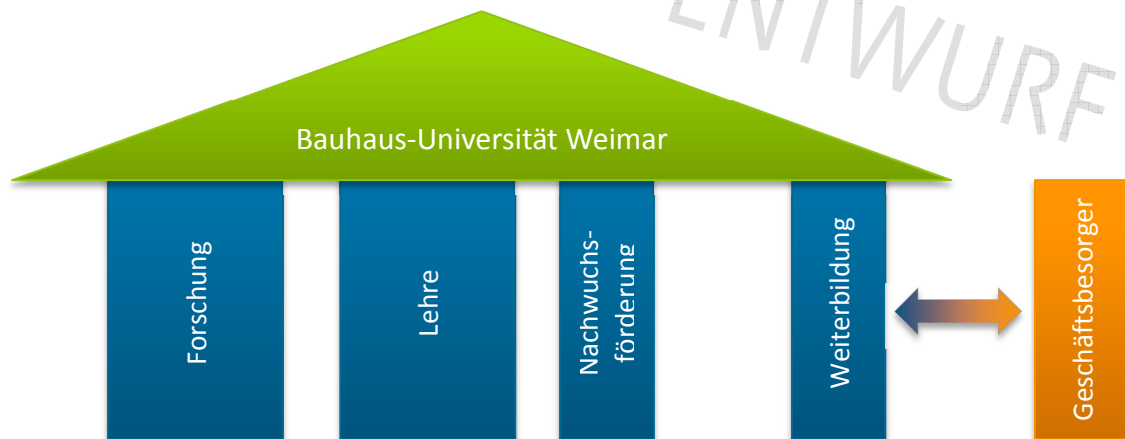 ENTWURF
Bauhaus-Universität Weimar
Forschung
Lehre
Nachwuchs-
förderung
Weiterbildung
Geschäftsbesorger